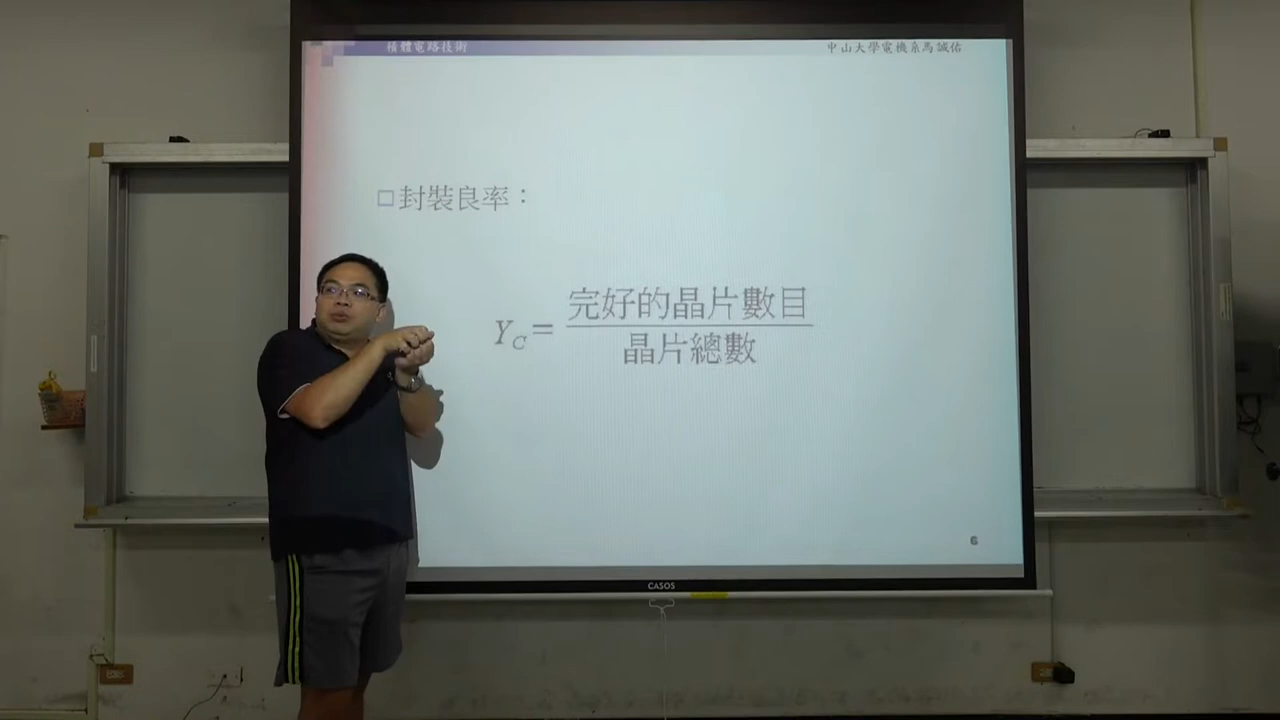 積體電路技術
中山大學電機系馬誠佑
□封裝良率：
Y_C = 完好的晶片數目
晶片總數
6
CASOS